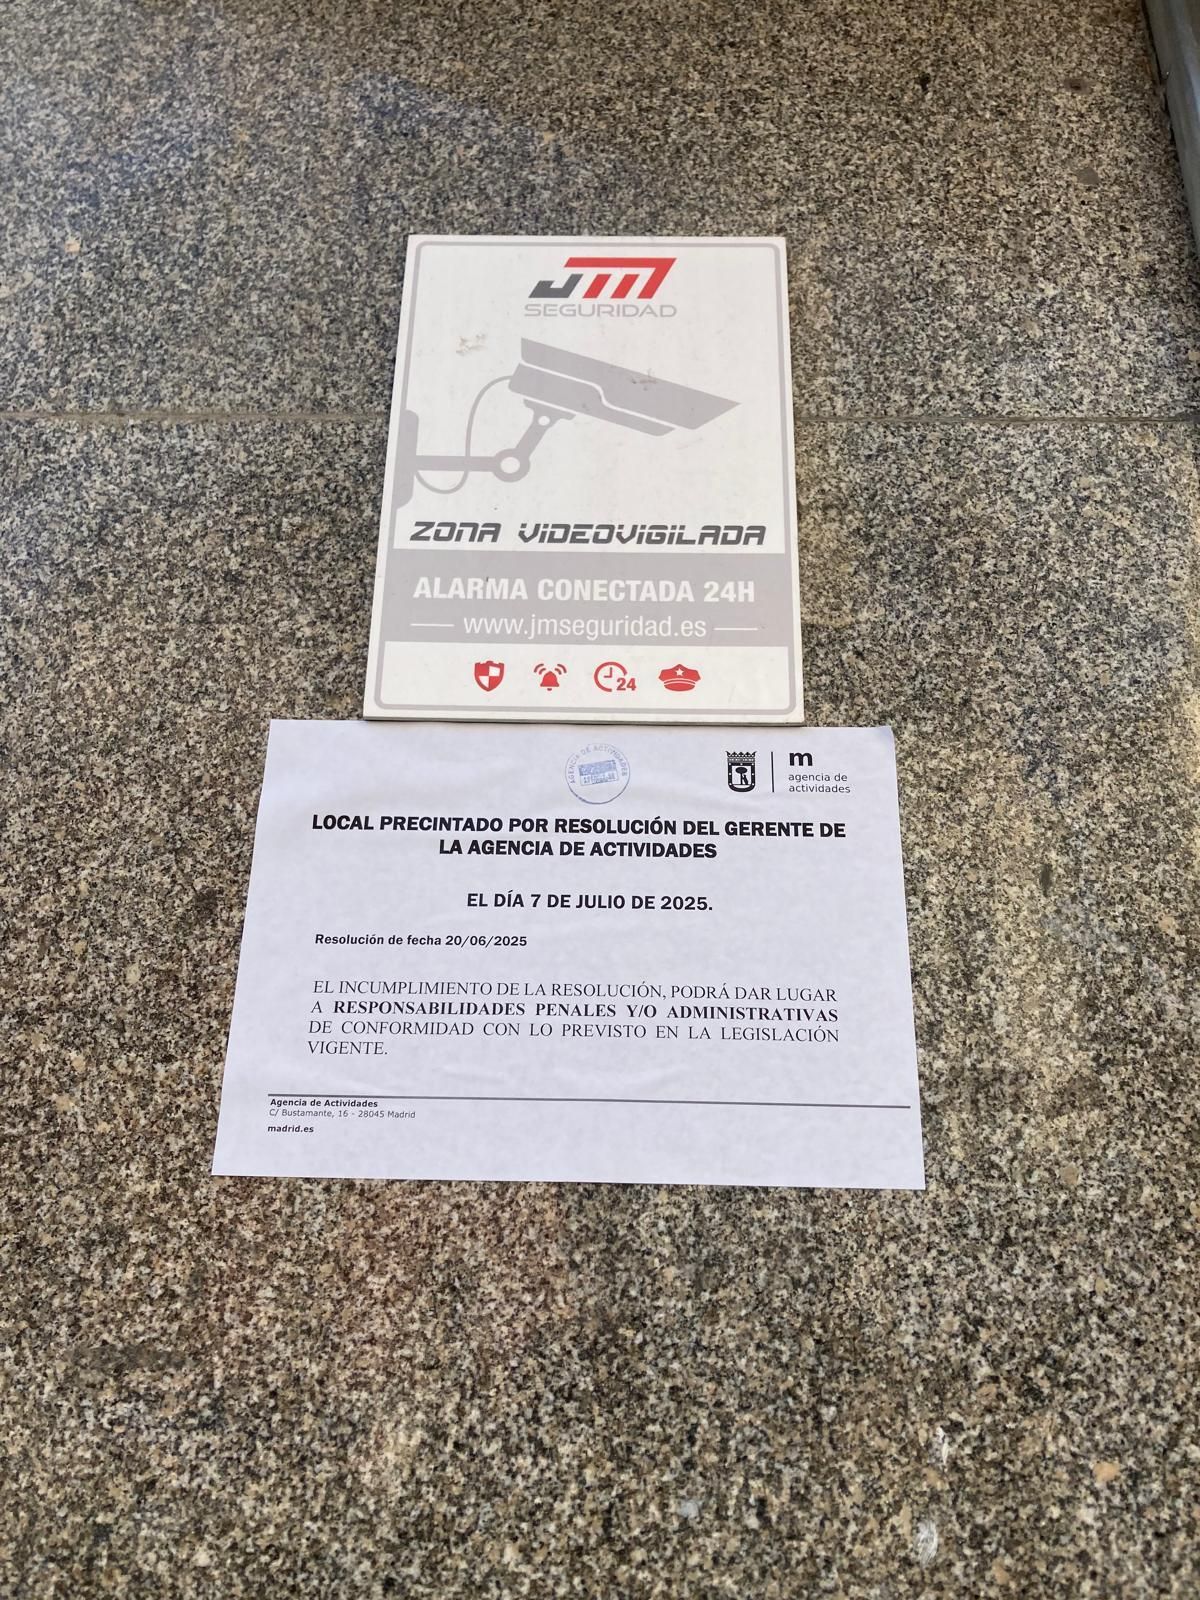 JM
SEGURIDAD
ZONA VIDEOVIGILADA
ALARMA CONECTADA 24H
www.jmseguridad.es
24
AGENCIA DE ACTIVIDADES
m
agencia de
actividades
LOCAL PRECINTADO POR RESOLUCIÓN DEL GERENTE DE
LA AGENCIA DE ACTIVIDADES
EL DÍA 7 DE JULIO DE 2025.
Resolución de fecha 20/06/2025
EL INCUMPLIMIENTO DE LA RESOLUCIÓN, PODRÁ DAR LUGAR
A RESPONSABILIDADES PENALES Y/O ADMINISTRATIVAS
DE CONFORMIDAD CON LO PREVISTO EN LA LEGISLACIÓN
VIGENTE.
Agencia de Actividades
C/ Bustamante, 16 - 28045 Madrid
madrid.es